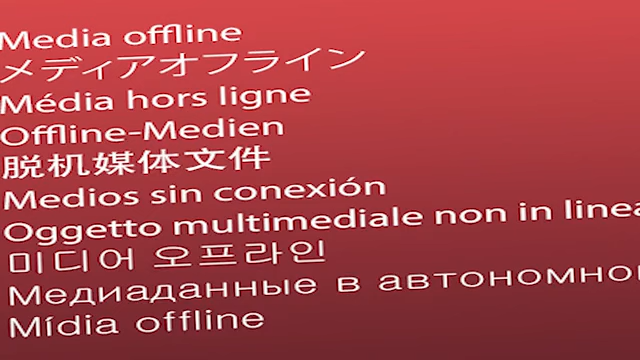 Media offline
メディアオフライン
Média hors ligne
Offline-Medien
脱机媒体文件
Medios sin conexión
Oggetto multimediale non in linea
미디어 오프라인
Медиаданные в автономно
Mídia offline